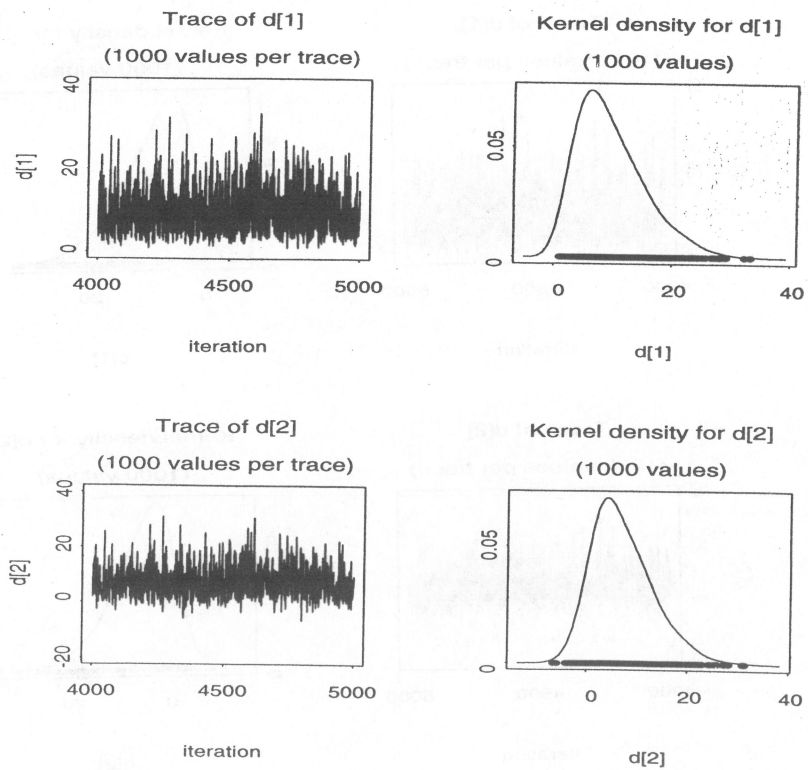 Trace of d[1]
(1000 values per trace)
40
20
0
d[1]
4000 4500 5000
iteration
Kernel density for d[1]
(1000 values)
0.05
0
0 20 40
d[1]
Trace of d[2]
(1000 values per trace)
40
20
0
-20
d[2]
4000 4500 5000
iteration
Kernel density for d[2]
(1000 values)
0.05
0
0 20 40
d[2]